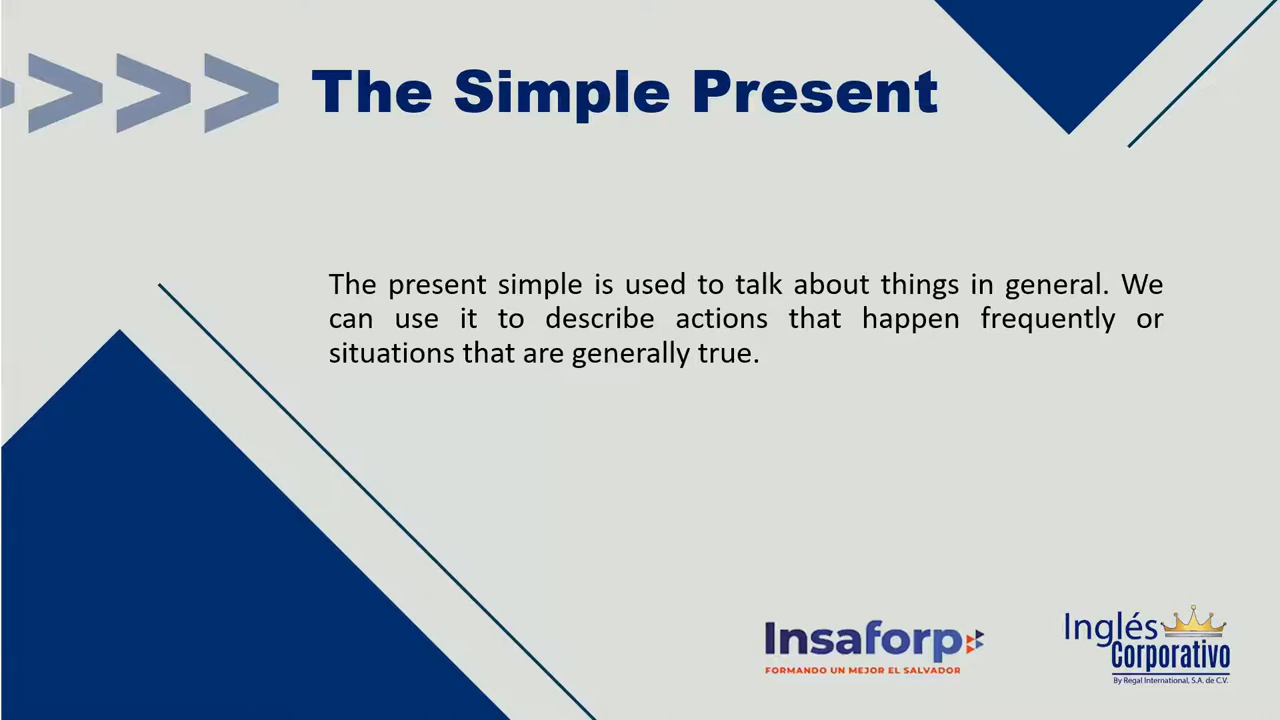 The Simple Present
The present simple is used to talk about things in general. We
can use it to describe actions that happen frequently or
situations that are generally true.
Insaforp
FORMANDO UN MEJOR EL SALVADOR
Inglés
Corporativo
By Regal International, S.A. de C.V.